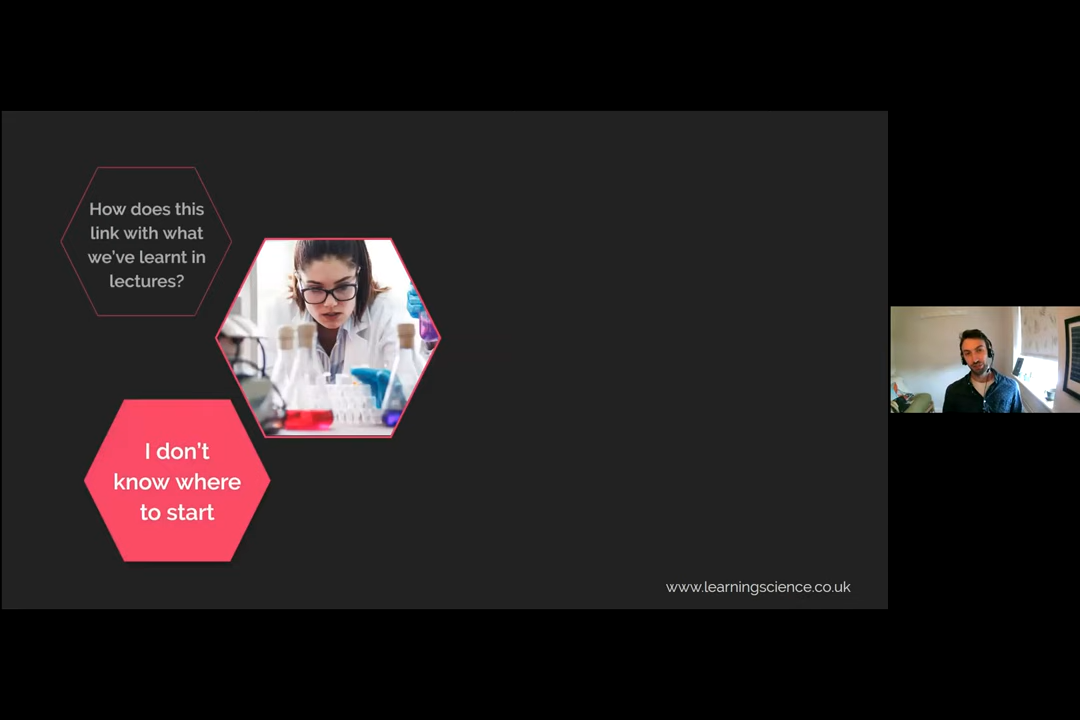 How does this
link with what
we've learnt in
lectures?
I don't
know where
to start
www.learningscience.co.uk